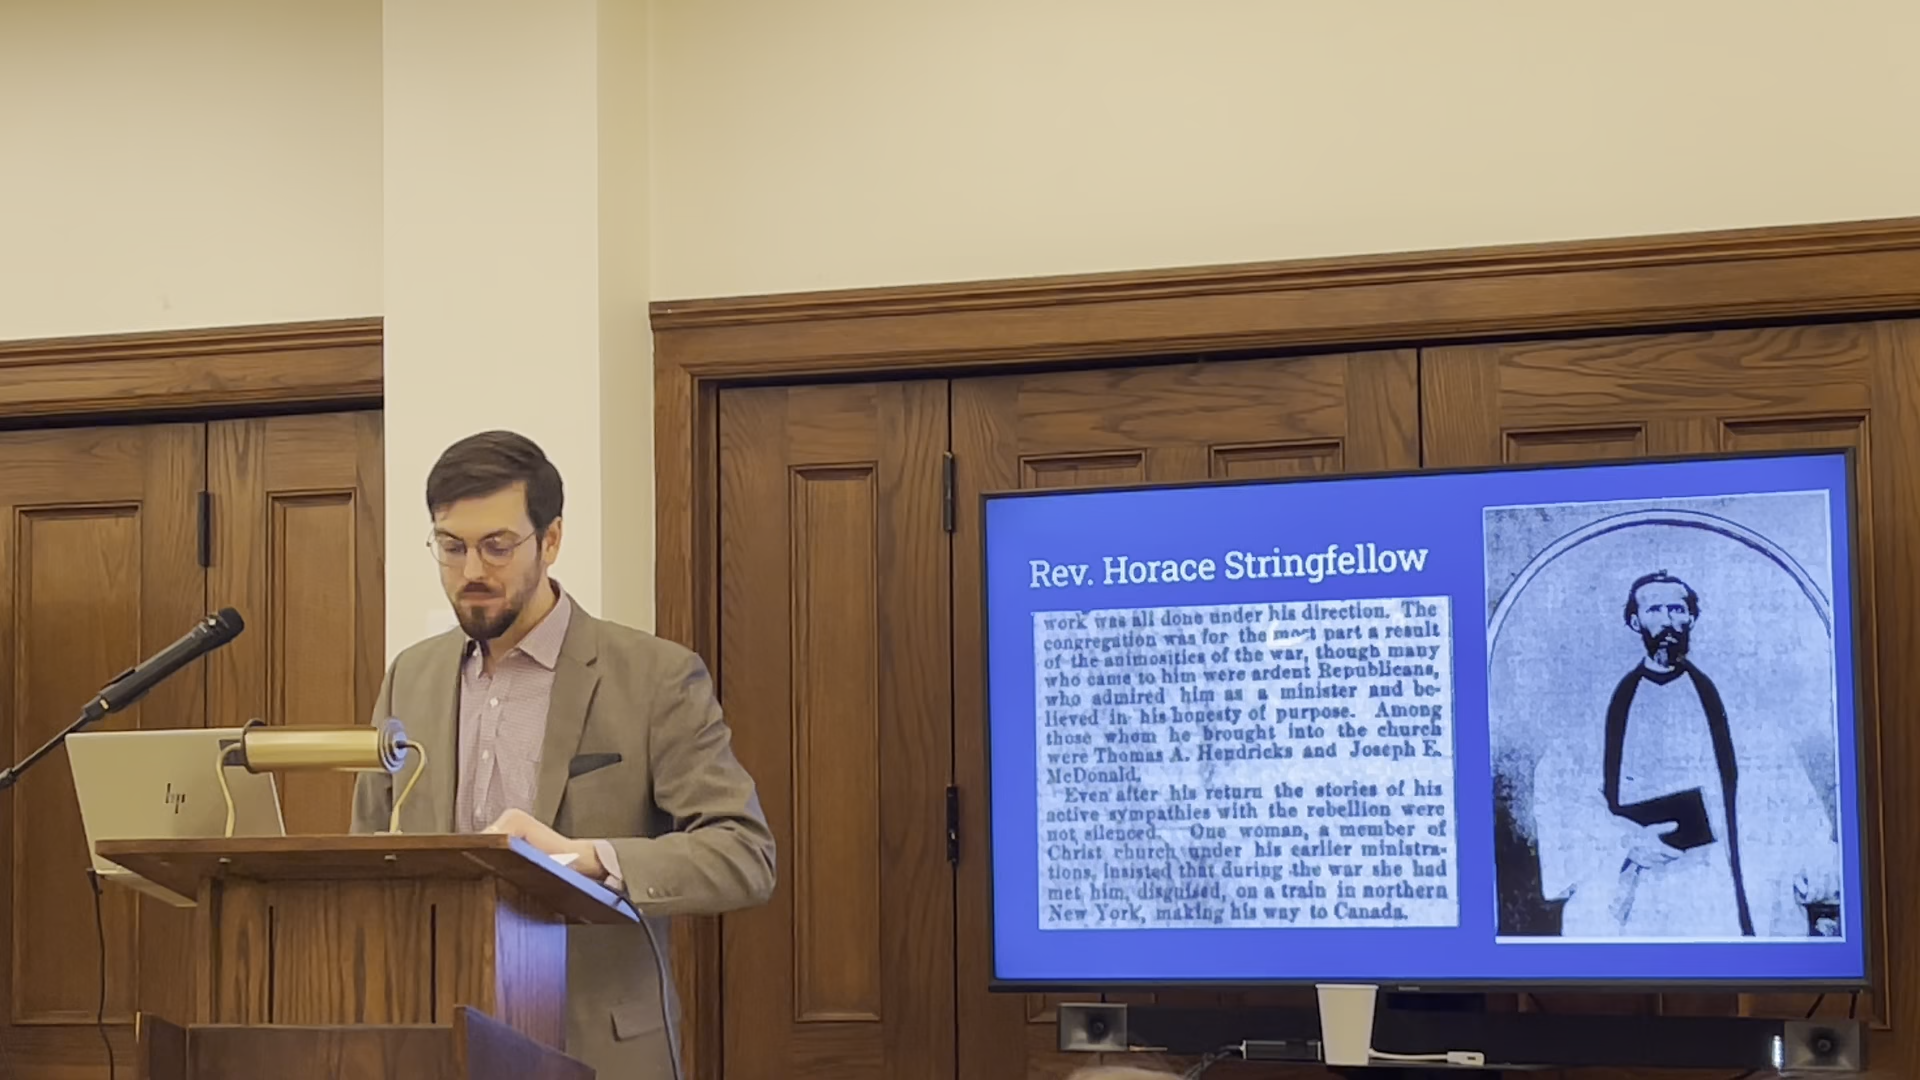 hp
Rev. Horace Stringfellow
work was all done under his direction. The
congregation was for the most part a result
of the animosities of the war, though many
who came to him were ardent Republicans,
who admired him as a minister and be-
lieved in his honesty of purpose. Among
those whom he brought into the church
were Thomas A. Hendricks and Joseph E.
McDonald.
Even after his return the stories of his
active sympathies with the rebellion were
not silenced. One woman, a member of
Christ church under his earlier ministra-
tions, insisted that during the war she had
met him, disguised, on a train in northern
New York, making his way to Canada.